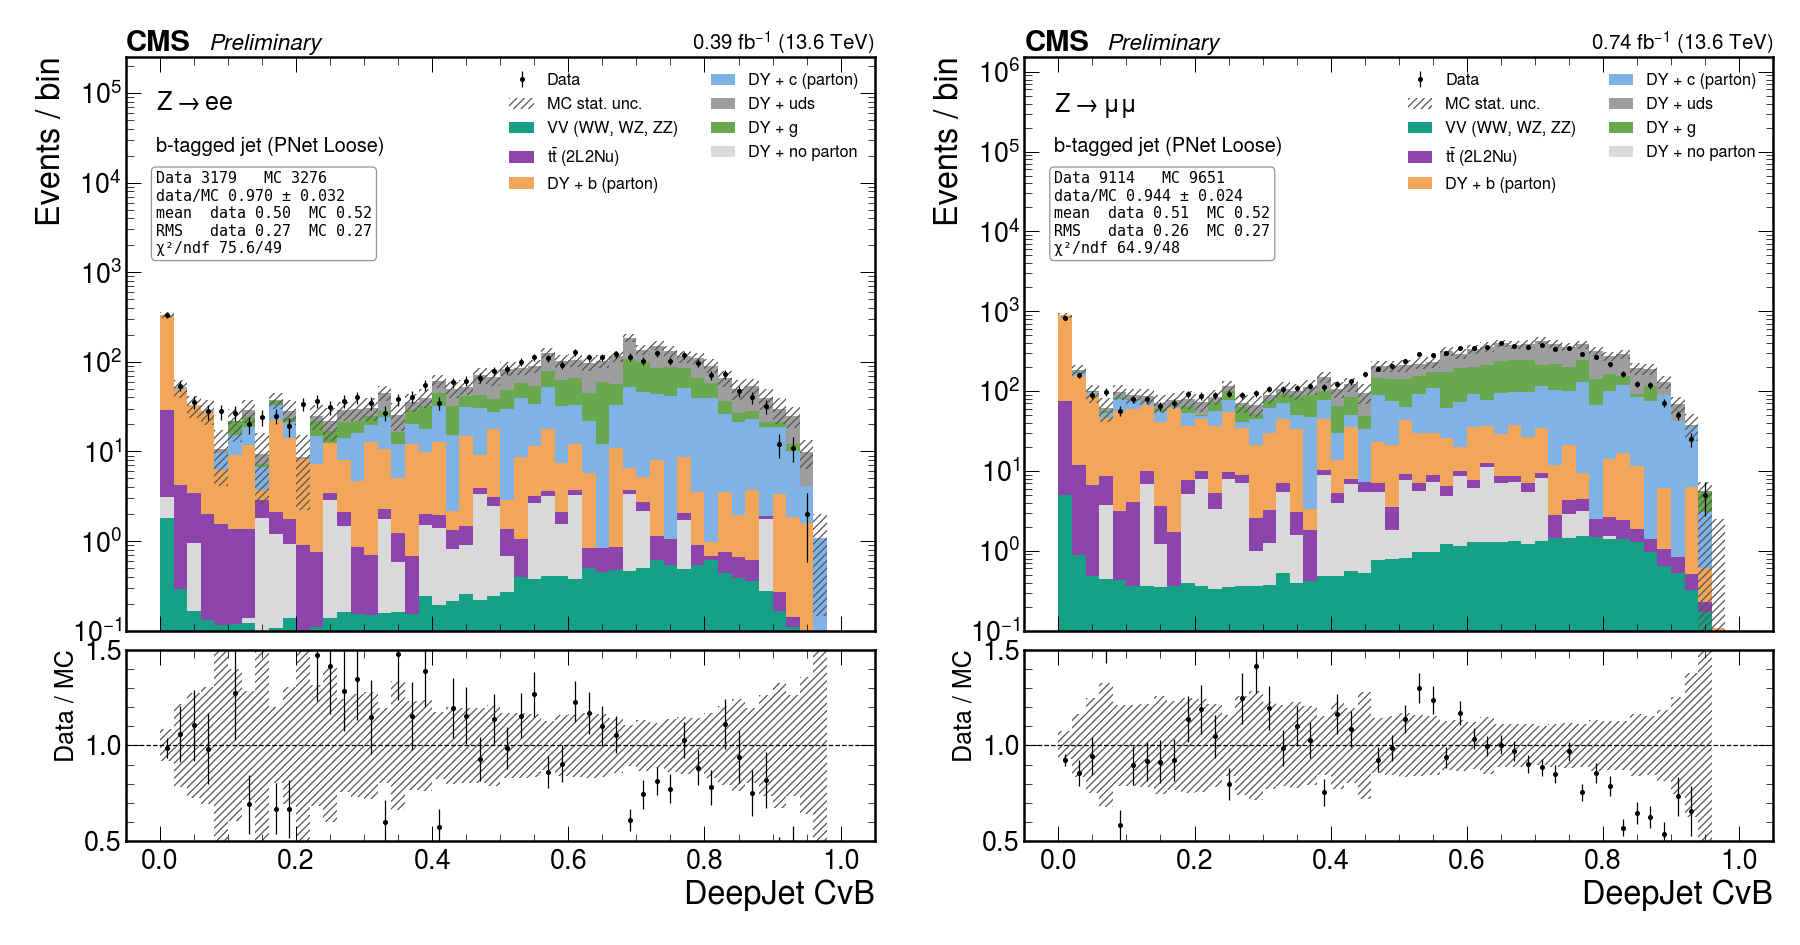 CMS Preliminary 0.39 fb⁻¹ (13.6 TeV)
Events / bin
10⁵
10⁴
10³
10²
10¹
10⁰
10⁻¹
Z → ee
b-tagged jet (PNet Loose)
Data 3179 MC 3276
data/MC 0.970 ± 0.032
mean data 0.50 MC 0.52
RMS data 0.27 MC 0.27
χ²/ndf 75.6/49
Data
MC stat. unc.
VV (WW, WZ, ZZ)
tt̄ (2L2Nu)
DY + b (parton)
DY + c (parton)
DY + uds
DY + g
DY + no parton
Data / MC
1.5
1.0
0.5
0.0 0.2 0.4 0.6 0.8 1.0
DeepJet CvB
CMS Preliminary 0.74 fb⁻¹ (13.6 TeV)
Events / bin
10⁶
10⁵
10⁴
10³
10²
10¹
10⁰
10⁻¹
Z → μμ
b-tagged jet (PNet Loose)
Data 9114 MC 9651
data/MC 0.944 ± 0.024
mean data 0.51 MC 0.52
RMS data 0.26 MC 0.27
χ²/ndf 64.9/48
Data
MC stat. unc.
VV (WW, WZ, ZZ)
tt̄ (2L2Nu)
DY + b (parton)
DY + c (parton)
DY + uds
DY + g
DY + no parton
Data / MC
1.5
1.0
0.5
0.0 0.2 0.4 0.6 0.8 1.0
DeepJet CvB